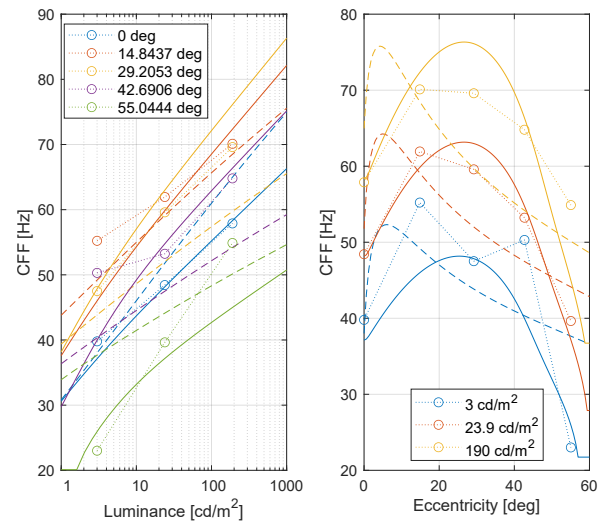 90
80
70
60
50
40
30
20
CFF [Hz]
1
10
100
1000
Luminance [cd/m²]
0 deg
14.8437 deg
29.2053 deg
42.6906 deg
55.0444 deg
80
70
60
50
40
30
20
CFF [Hz]
0
20
40
60
Eccentricity [deg]
3 cd/m²
23.9 cd/m²
190 cd/m²